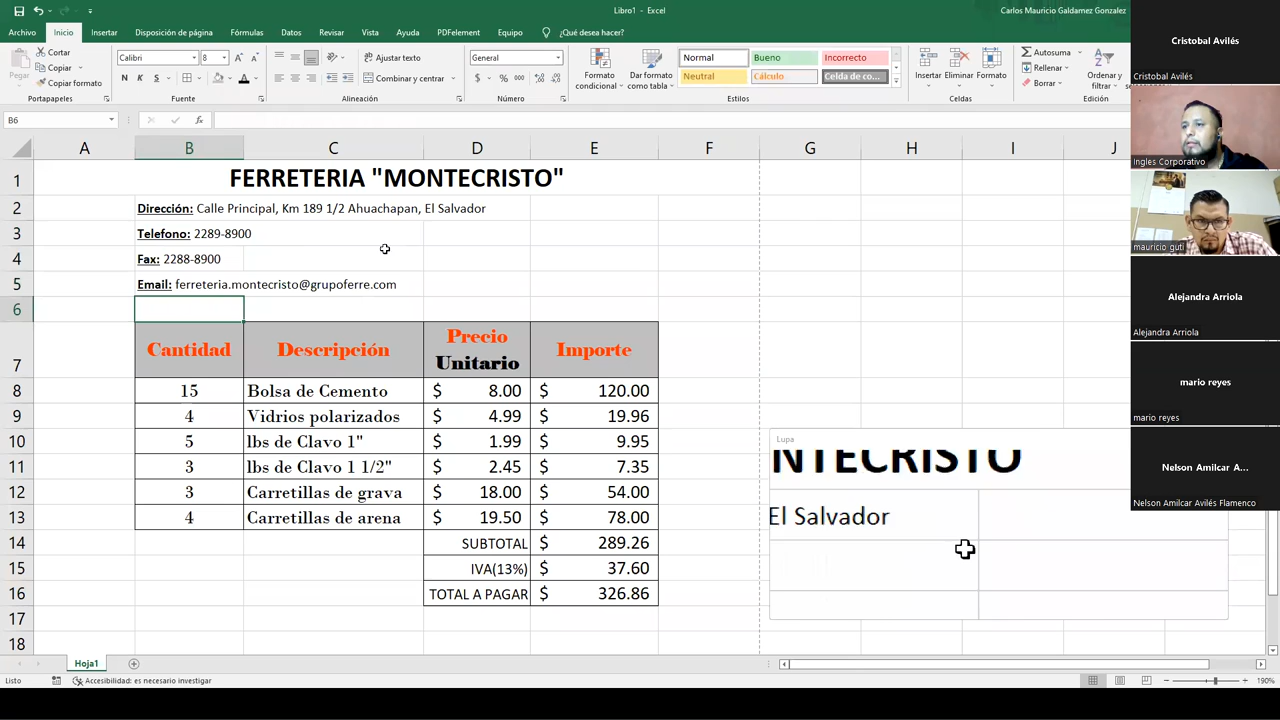 Libro1 - Excel
Carlos Mauricio Galdamez Gonzalez
Archivo Inicio Insertar Disposición de página Fórmulas Datos Revisar Vista Ayuda PDFelement Equipo ¿Qué desea hacer?
Pegar
Cortar
Copiar
Copiar formato
Portapapeles
Calibri 8
N K S
Fuente
Ajustar texto
Combinar y centrar
Alineación
General
$ % 000
Número
Formato condicional
Dar formato como tabla
Normal Bueno Incorrecto
Neutral Cálculo Celda de co...
Estilos
Insertar Eliminar Formato
Celdas
Autosuma
Rellenar
Borrar
Ordenar y filtrar
Edición
B6
fx
A B C D E F G H I J
1 FERRETERIA "MONTECRISTO"
2 Dirección: Calle Principal, Km 189 1/2 Ahuachapan, El Salvador
3 Telefono: 2289-8900
4 Fax: 2288-8900
5 Email: ferreteria.montecristo@grupoferre.com
6
7 Cantidad Descripción Precio Unitario Importe
8 15 Bolsa de Cemento $ 8.00 $ 120.00
9 4 Vidrios polarizados $ 4.99 $ 19.96
10 5 lbs de Clavo 1" $ 1.99 $ 9.95
11 3 lbs de Clavo 1 1/2" $ 2.45 $ 7.35
12 3 Carretillas de grava $ 18.00 $ 54.00
13 4 Carretillas de arena $ 19.50 $ 78.00
14 SUBTOTAL $ 289.26
15 IVA(13%) $ 37.60
16 TOTAL A PAGAR $ 326.86
17
18
Lupa
NTECRISTO
El Salvador
Hoja1
Listo
Accesibilidad: es necesario investigar
190%
Cristobal Avilés
Cristobal Avilés
Ingles Corporativo
mauricio guti
Alejandra Arriola
Alejandra Arriola
mario reyes
mario reyes
Nelson Amilcar A...
Nelson Amilcar Avilés Flamenco